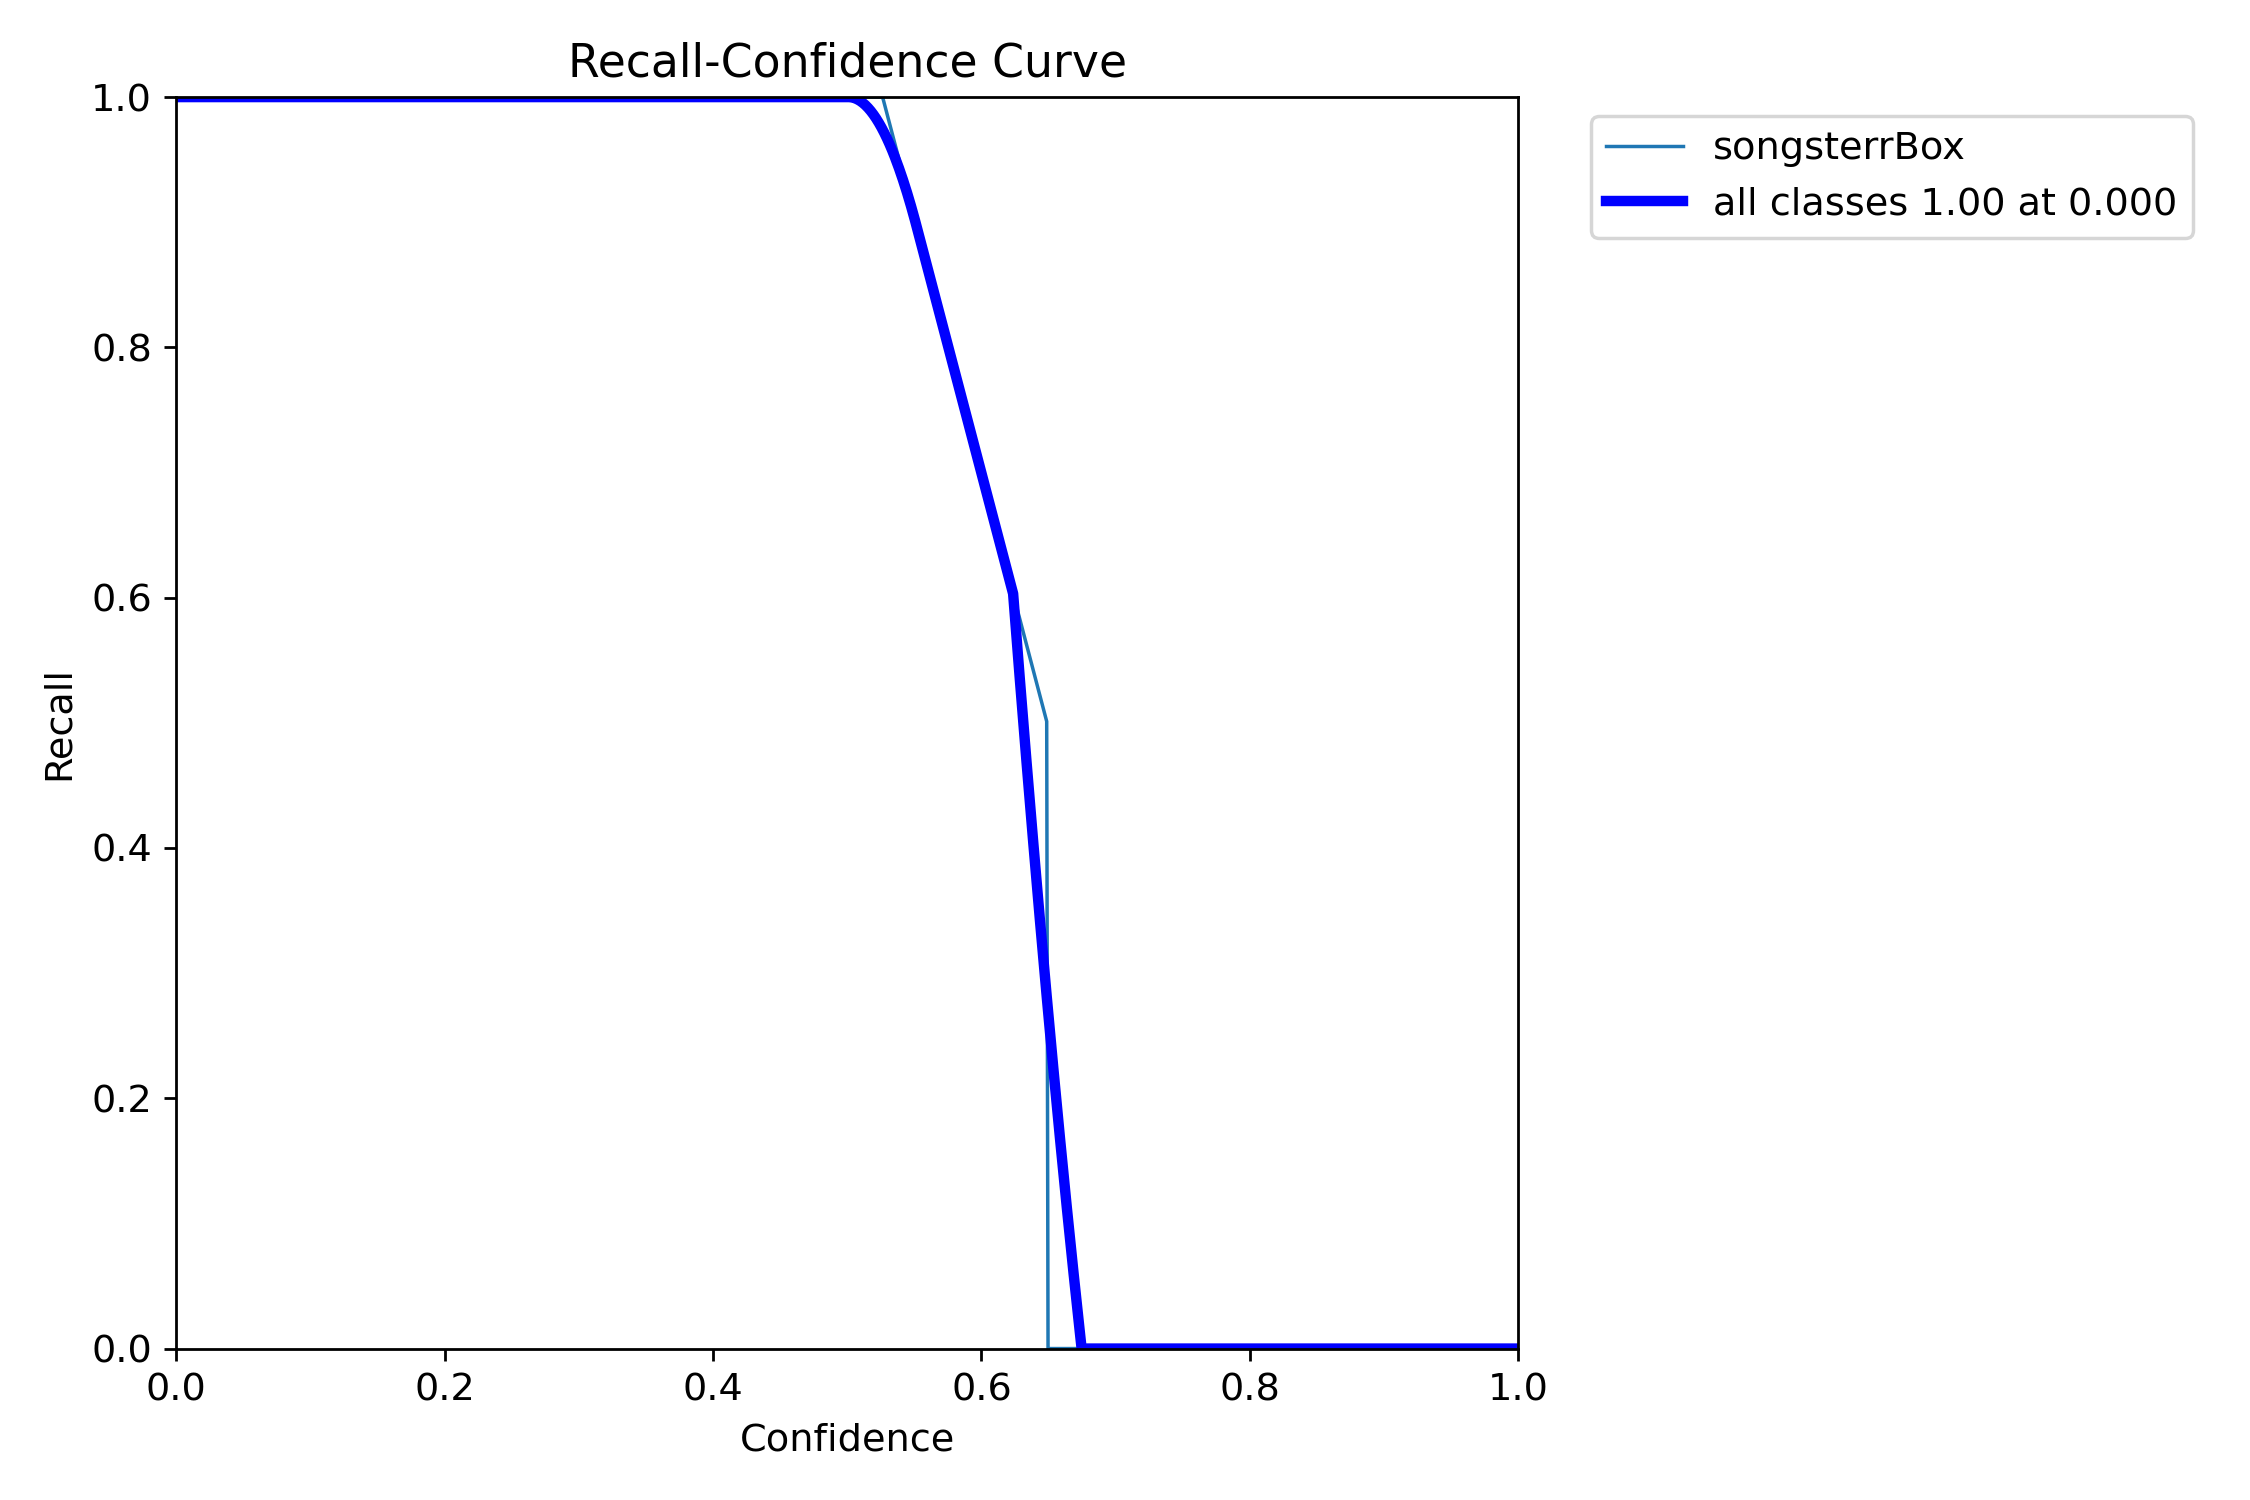 Recall-Confidence Curve
1.0
0.8
0.6
0.4
0.2
0.0
Recall
0.0 0.2 0.4 0.6 0.8 1.0
Confidence
songsterrBox
all classes 1.00 at 0.000